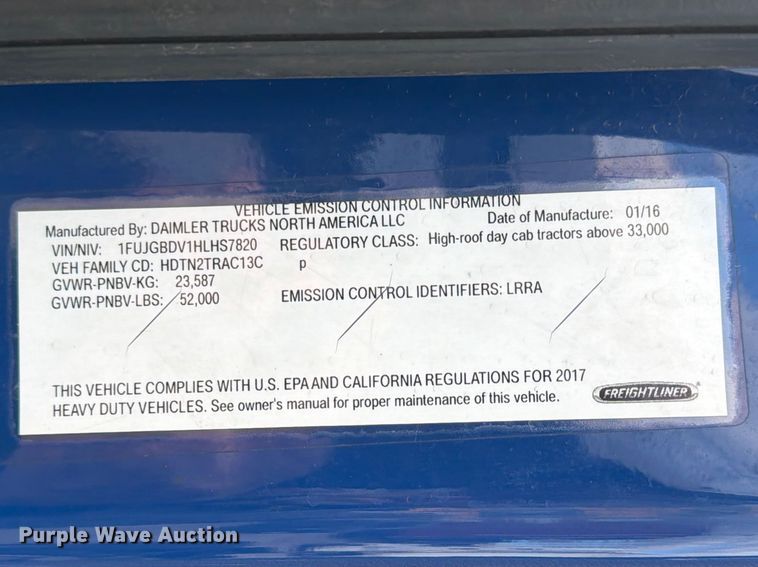 VEHICLE EMISSION CONTROL INFORMATION
Manufactured By: DAIMLER TRUCKS NORTH AMERICA LLC Date of Manufacture: 01/16
VIN/NIV: 1FUJGBDV1HLHS7820 REGULATORY CLASS: High-roof day cab tractors above 33,000
VEH FAMILY CD: HDTN2TRAC13C p
GVWR-PNBV-KG: 23,587
GVWR-PNBV-LBS: 52,000 EMISSION CONTROL IDENTIFIERS: LRRA
THIS VEHICLE COMPLIES WITH U.S. EPA AND CALIFORNIA REGULATIONS FOR 2017
HEAVY DUTY VEHICLES. See owner's manual for proper maintenance of this vehicle.
FREIGHTLINER
Purple Wave Auction